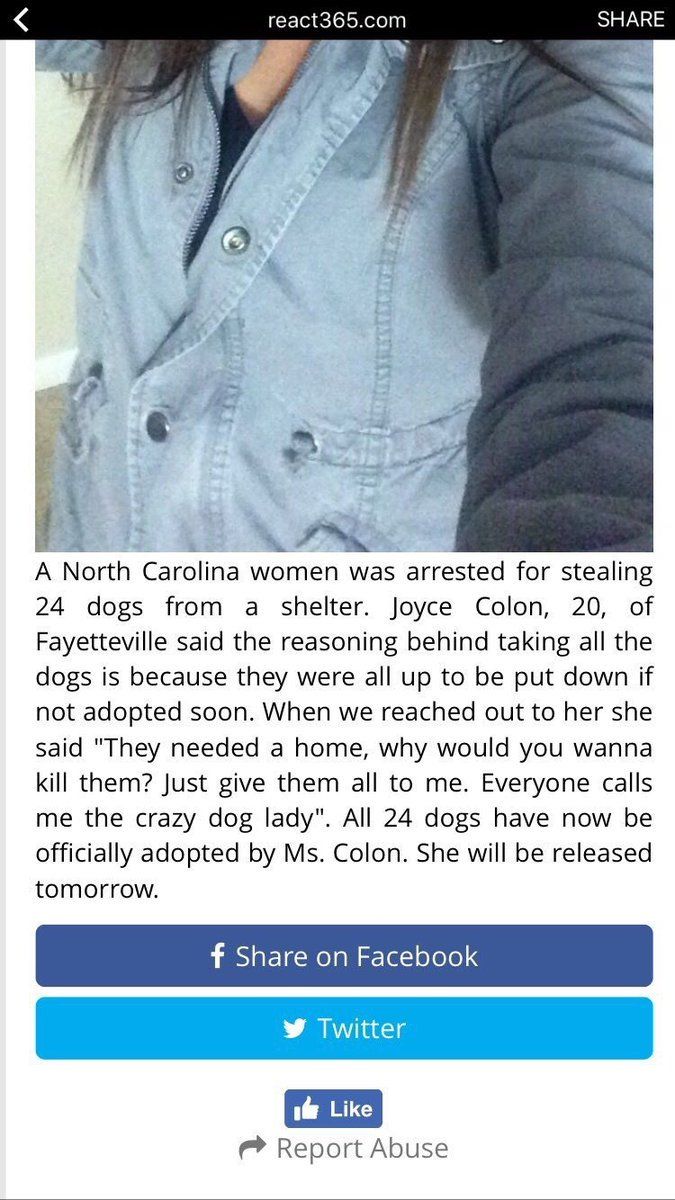 react365.com
SHARE
A North Carolina women was arrested for stealing
24 dogs from a shelter. Joyce Colon, 20, of
Fayetteville said the reasoning behind taking all the
dogs is because they were all up to be put down if
not adopted soon. When we reached out to her she
said "They needed a home, why would you wanna
kill them? Just give them all to me. Everyone calls
me the crazy dog lady". All 24 dogs have now be
officially adopted by Ms. Colon. She will be released
tomorrow.
Share on Facebook
Twitter
Like
Report Abuse